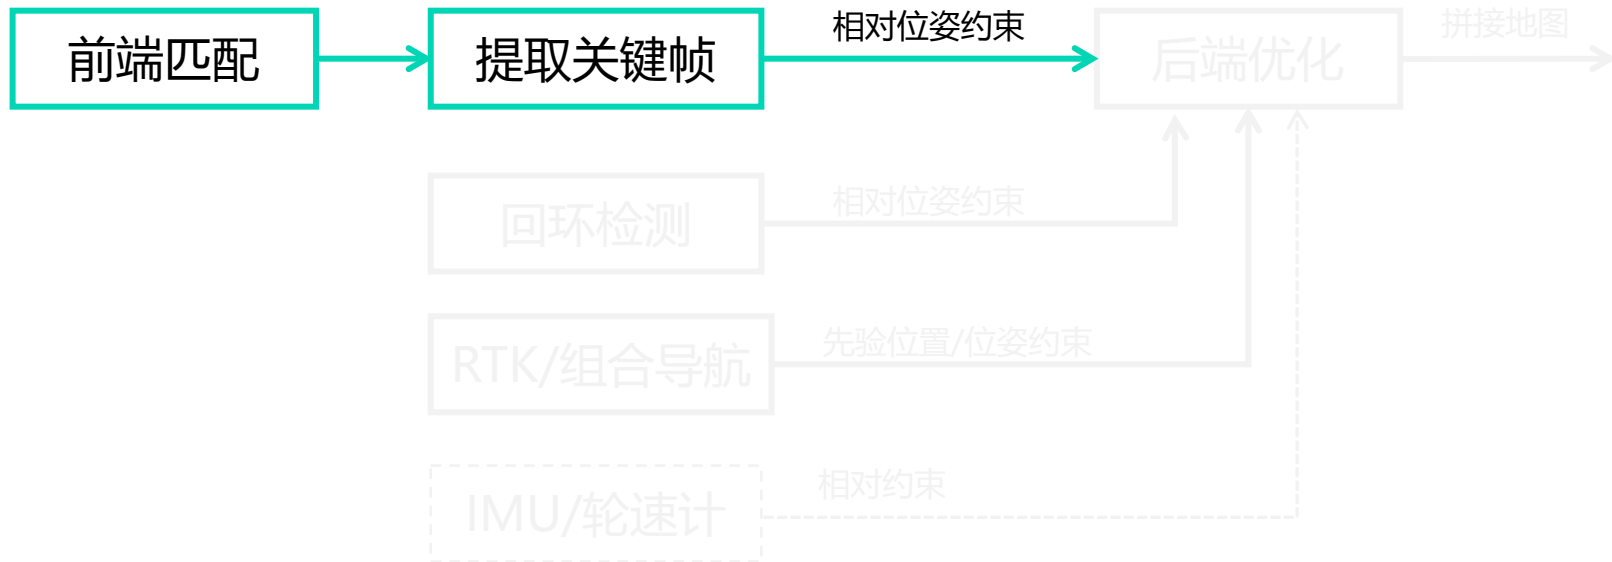 前端匹配
提取关键帧
相对位姿约束
后端优化
拼接地图
回环检测
相对位姿约束
RTK/组合导航
先验位置/位姿约束
IMU/轮速计
相对约束